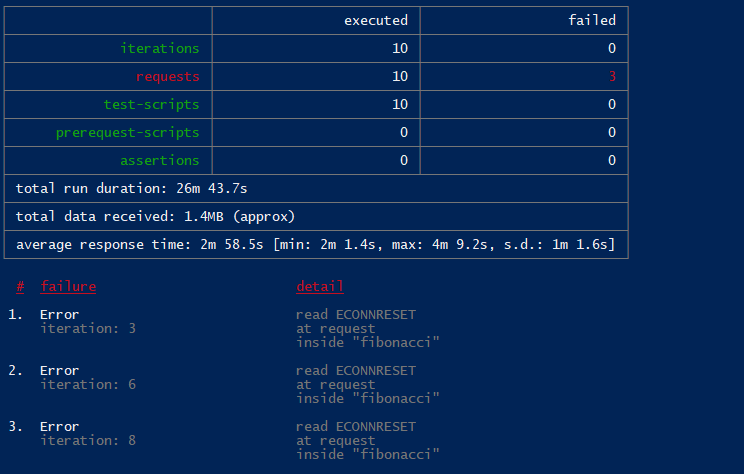 executed failed
iterations 10 0
requests 10 3
test-scripts 10 0
prerequest-scripts 0 0
assertions 0 0
total run duration: 26m 43.7s
total data received: 1.4MB (approx)
average response time: 2m 58.5s [min: 2m 1.4s, max: 4m 9.2s, s.d.: 1m 1.6s]
# failure detail
1. Error read ECONNRESET
iteration: 3 at request
inside "fibonacci"
2. Error read ECONNRESET
iteration: 6 at request
inside "fibonacci"
3. Error read ECONNRESET
iteration: 8 at request
inside "fibonacci"